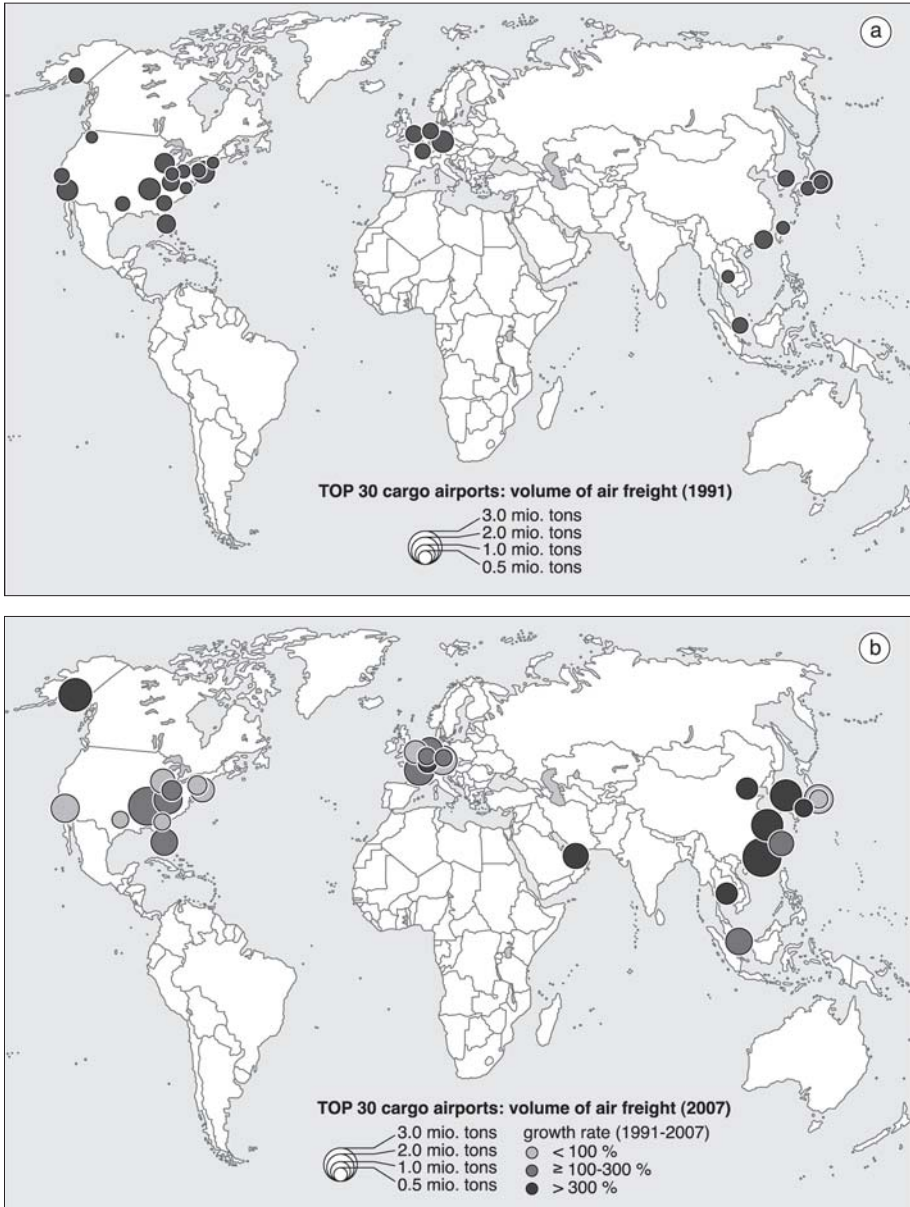 a
TOP 30 cargo airports: volume of air freight (1991)
3.0 mio. tons
2.0 mio. tons
1.0 mio. tons
0.5 mio. tons
b
TOP 30 cargo airports: volume of air freight (2007)
3.0 mio. tons
2.0 mio. tons
1.0 mio. tons
0.5 mio. tons
growth rate (1991-2007)
< 100 %
≥ 100-300 %
> 300 %